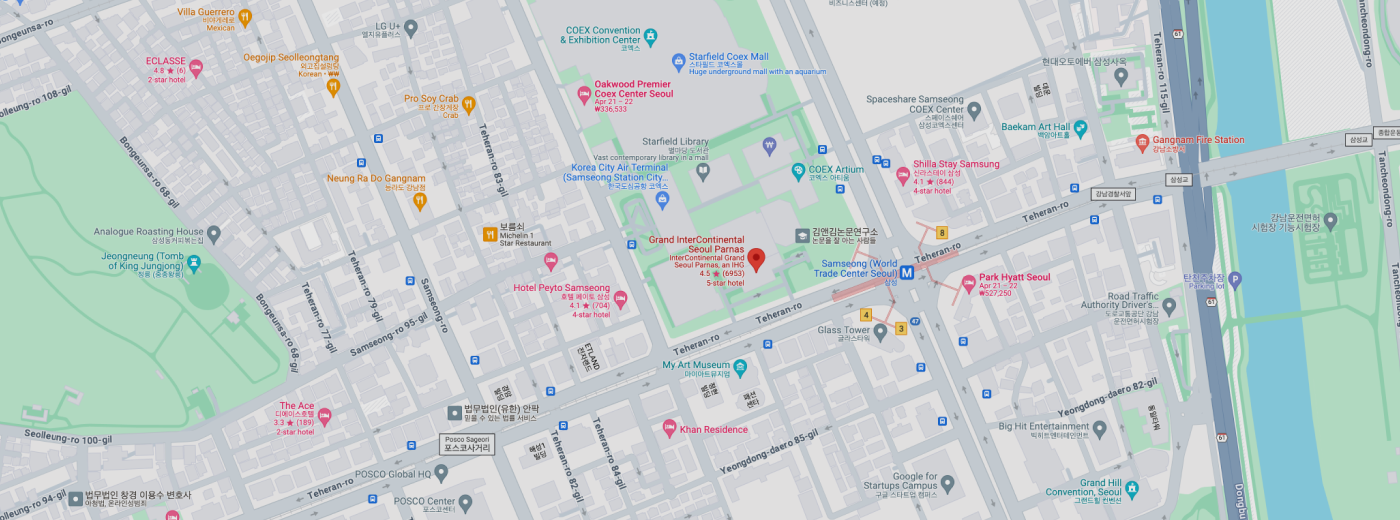 Bongeunsa-ro
Villa Guerrero
비야게레로
Mexican
LG U+
엘지유플러스
COEX Convention
& Exhibition Center
코엑스
Starfield Coex Mall
스타필드 코엑스몰
Huge underground mall with an aquarium
비즈니스센터 (예정)
61
Teheran-ro
Tancheondong-ro
ECLASSE
4.8 ★ (6)
2-star hotel
Oegojip Seolleongtang
외고집설렁탕
Korean • ₩₩
Pro Soy Crab
프로 간장게장
Crab
Oakwood Premier
Coex Center Seoul
Apr 21 – 22
₩336,533
현대오토에버 삼성사옥
Teheran-ro 115-gil
Spaceshare Samseong
COEX Center
스페이스쉐어
삼성코엑스센터
Baekam Art Hall
백암아트홀
Gangnam Fire Station
강남소방서
삼성교
Seolleung-ro 108-gil
Bongeunsa-ro 68-gil
Teheran-ro 83-gil
Starfield Library
별마당 도서관
Vast contemporary library in a mall
Korea City Air Terminal
(Samseong Station City...
한국도심공항 코엑스
COEX Artium
코엑스 아티움
Shilla Stay Samsung
신라스테이 삼성
4.1 ★ (844)
4-star hotel
삼성교
강남경찰서앞
Tancheondong-ro
Neung Ra Do Gangnam
능라도 강남점
Analogue Roasting House
삼성동커피볶는집
Jeongneung (Tomb
of King Jungjong)
정릉 (중종왕릉)
보름쇠
Michelin 1
Star Restaurant
Grand InterContinental
Seoul Parnas
InterContinental Grand
Seoul Parnas, an IHG
4.5 ★ (6953)
5-star hotel
김앤김논문연구소
논문을 잘 아는 사람들
Teheran-ro
8
Teheran-ro
강남운전면허
시험장 기능시험장
Samseong (World
Trade Center Seoul)
삼성
M
Park Hyatt Seoul
Apr 21 – 22
₩527,250
탄천주차장
Parking lot
Hotel Peyto Samseong
호텔 페이토 삼성
4.1 ★ (704)
4-star hotel
Bongeunsa-ro 68-gil
Teheran-ro 77-gil
Teheran-ro 79-gil
Samseong-ro
Samseong-ro 95-gil
Teheran-ro
Teheran-ro
4
3
47
Glass Tower
글라스타워
Road Traffic
Authority Driver's...
도로교통공단 강남
운전면허시험장
61
ETLAND
전자랜드
My Art Museum
마이아트뮤지엄
Yeongdong-daero 82-gil
The Ace
디에이스호텔
3.3 ★ (189)
2-star hotel
법무법인(유한) 안팍
믿을 수 있는 법률 서비스
Posco Sageori
포스코사거리
Khan Residence
Yeongdong-daero 85-gil
Big Hit Entertainment
빅히트엔터테인먼트
동일타워
61
Seolleung-ro 100-gil
Teheran-ro 82-gil
Teheran-ro 84-gil
POSCO Global HQ
POSCO Center
포스코센터
Google for
Startups Campus
구글 스타트업 캠퍼스
Grand Hill
Convention, Seoul
그랜드힐 컨벤션
법무법인 창경 이용수 변호사
Teheran-ro